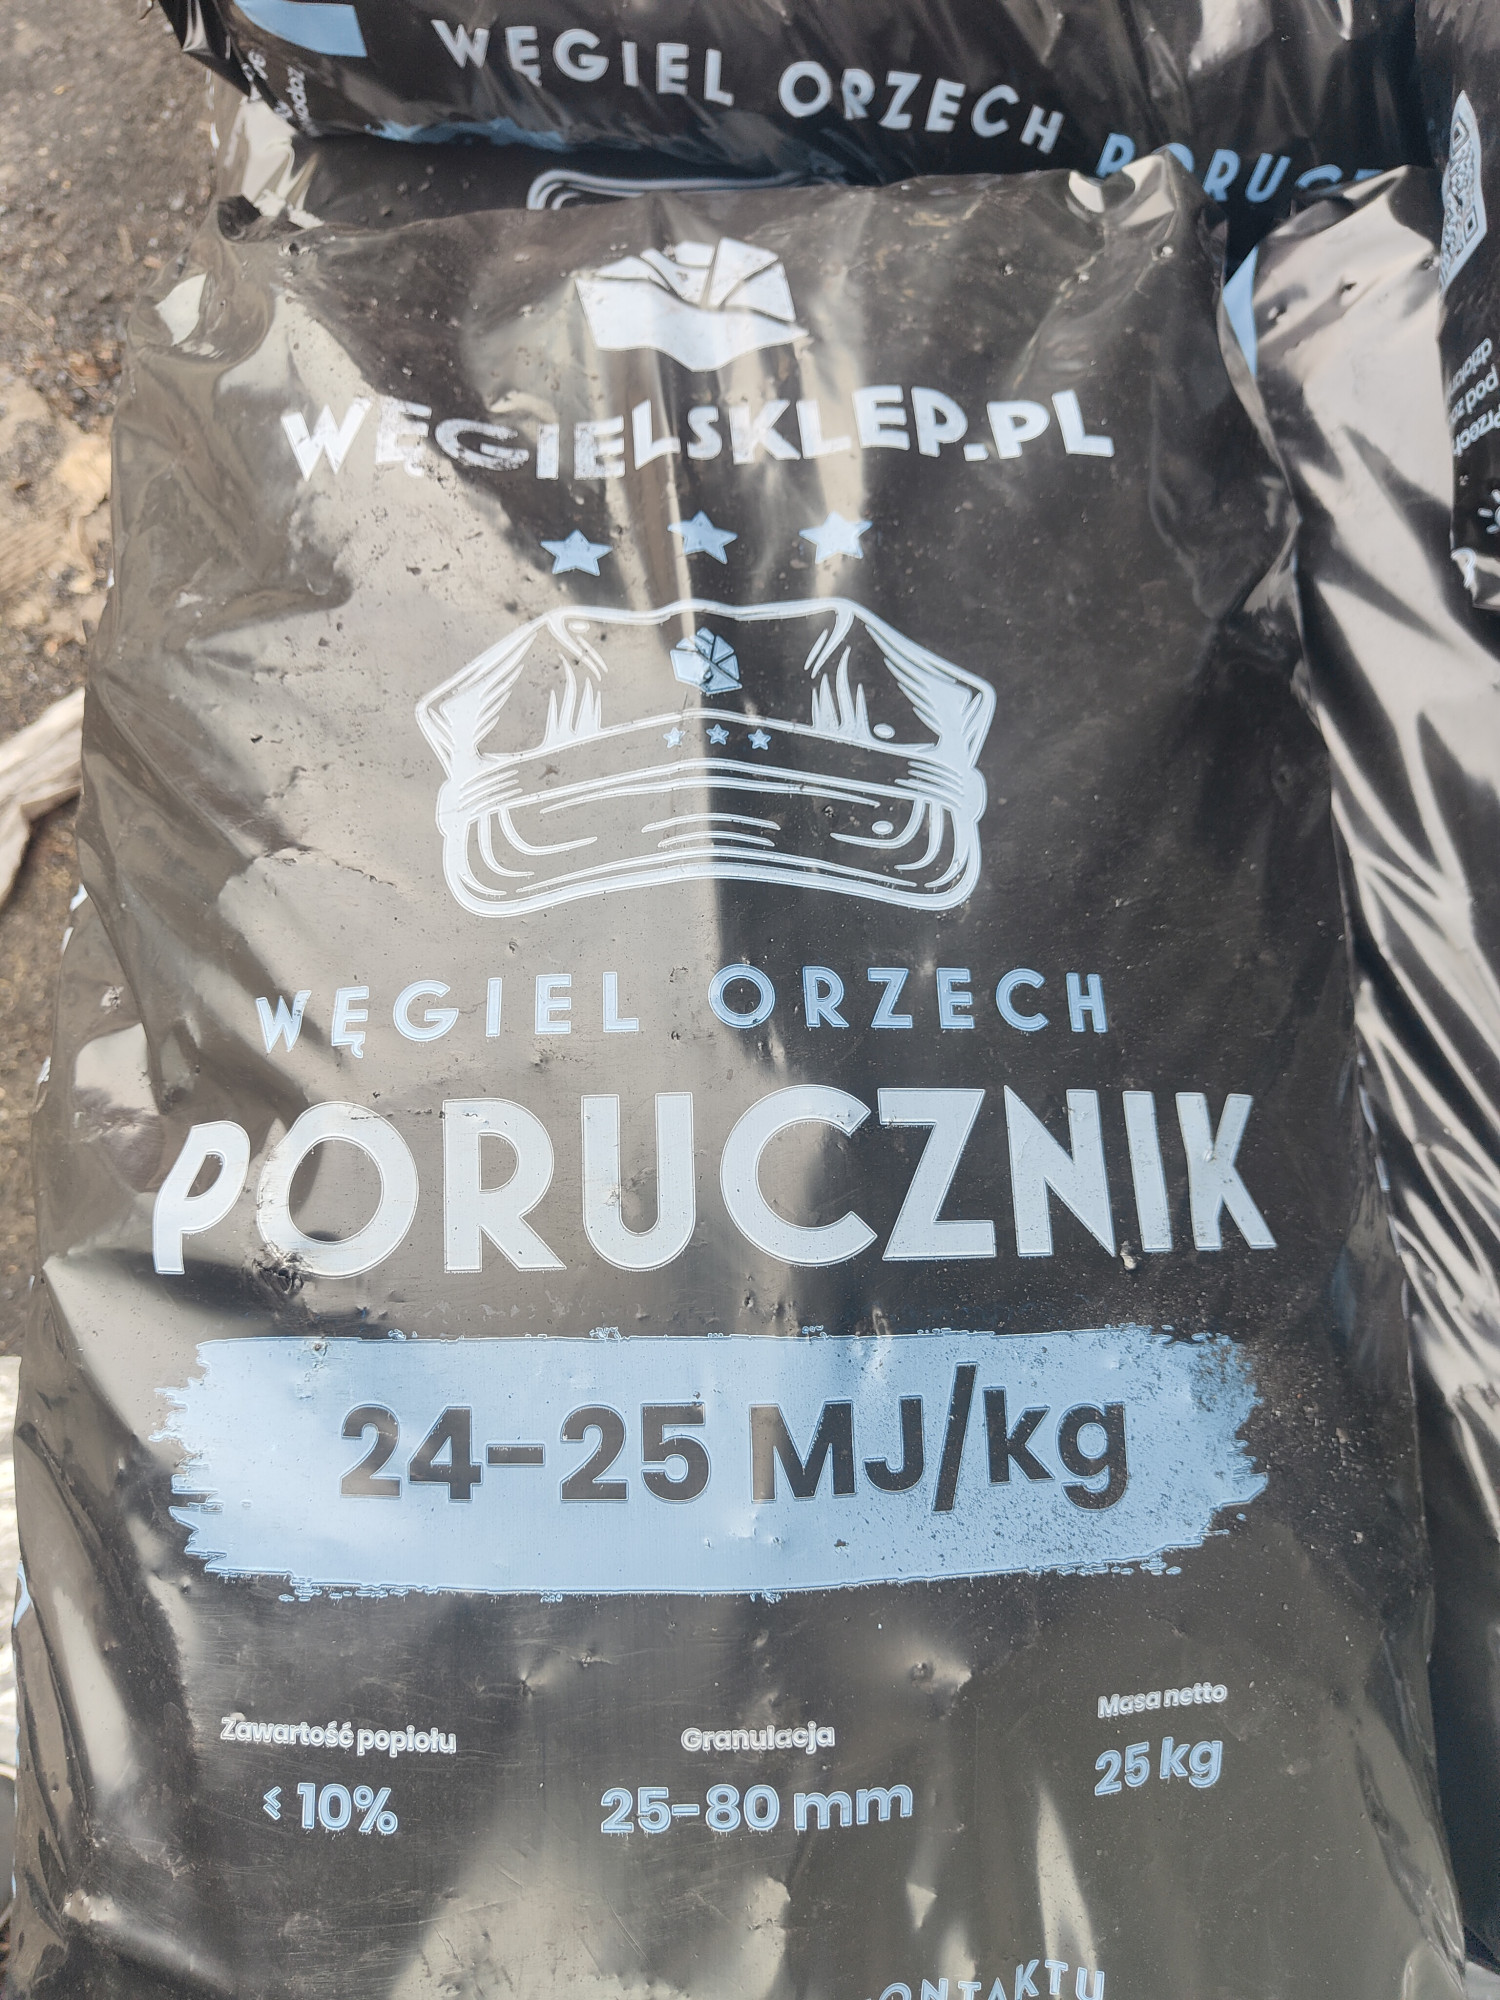 WĘGIEL ORZECH
WĘGIELSKLEP.PL
WĘGIEL ORZECH
PORUCZNIK
24-25 MJ/kg
Zawartość popiołu
< 10%
Granulacja
25-80 mm
Masa netto
25 kg